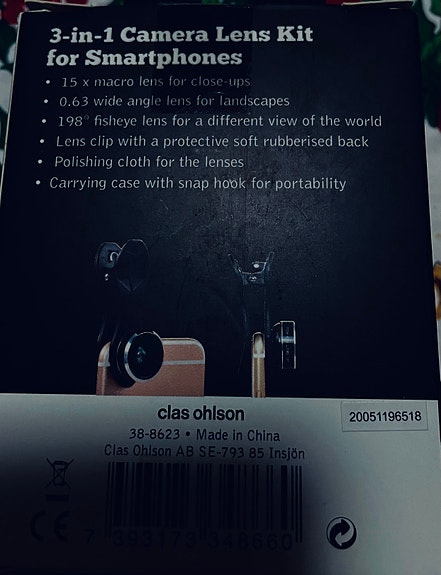 3-in-1 Camera Lens Kit
for Smartphones
• 15 x macro lens for close-ups
• 0.63 wide angle lens for landscapes
• 198° fisheye lens for a different view of the world
• Lens clip with a protective soft rubberised back
• Polishing cloth for the lenses
• Carrying case with snap hook for portability
clas ohlson
20051196518
38-8623 • Made in China
Clas Ohlson AB SE-793 85 Insjön
CE
7 393173 348660